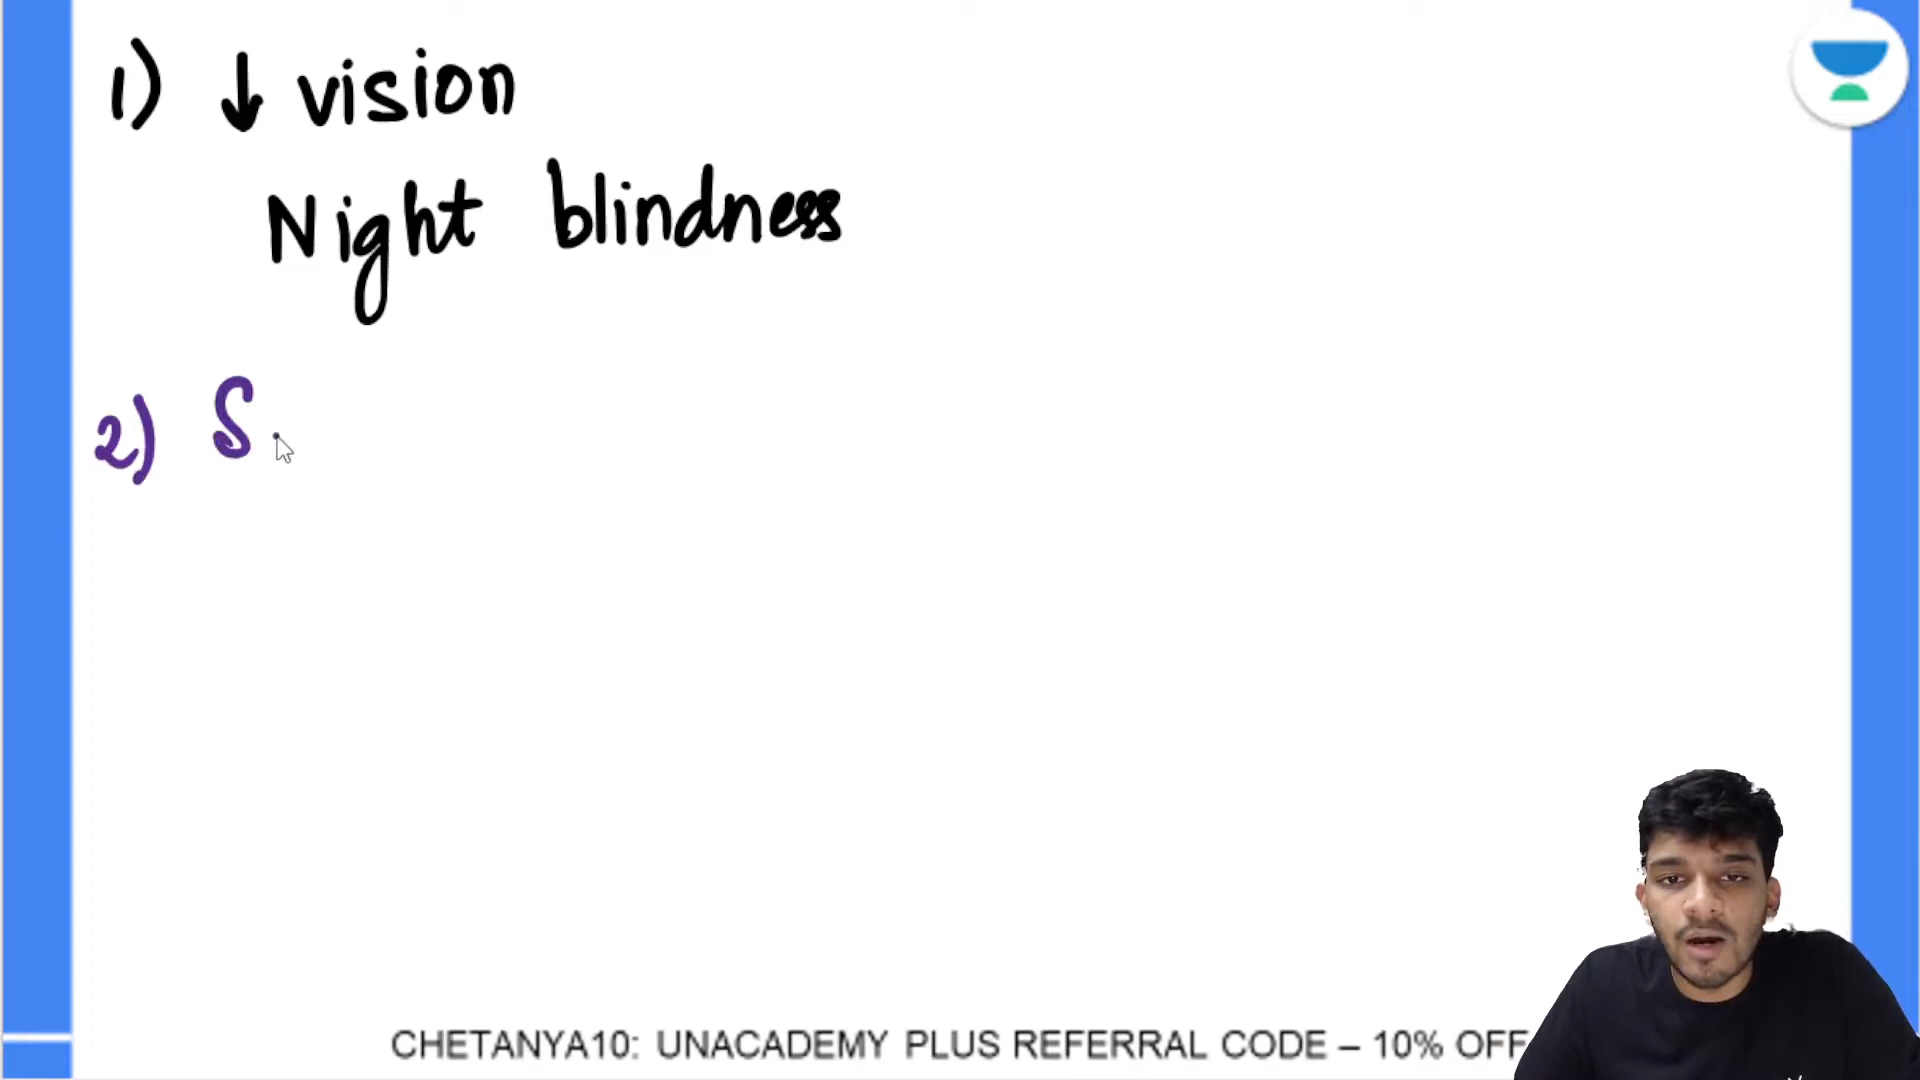 1) ↓ vision
Night blindness
2) S
CHETANYA10: UNACADEMY PLUS REFERRAL CODE – 10% OFF